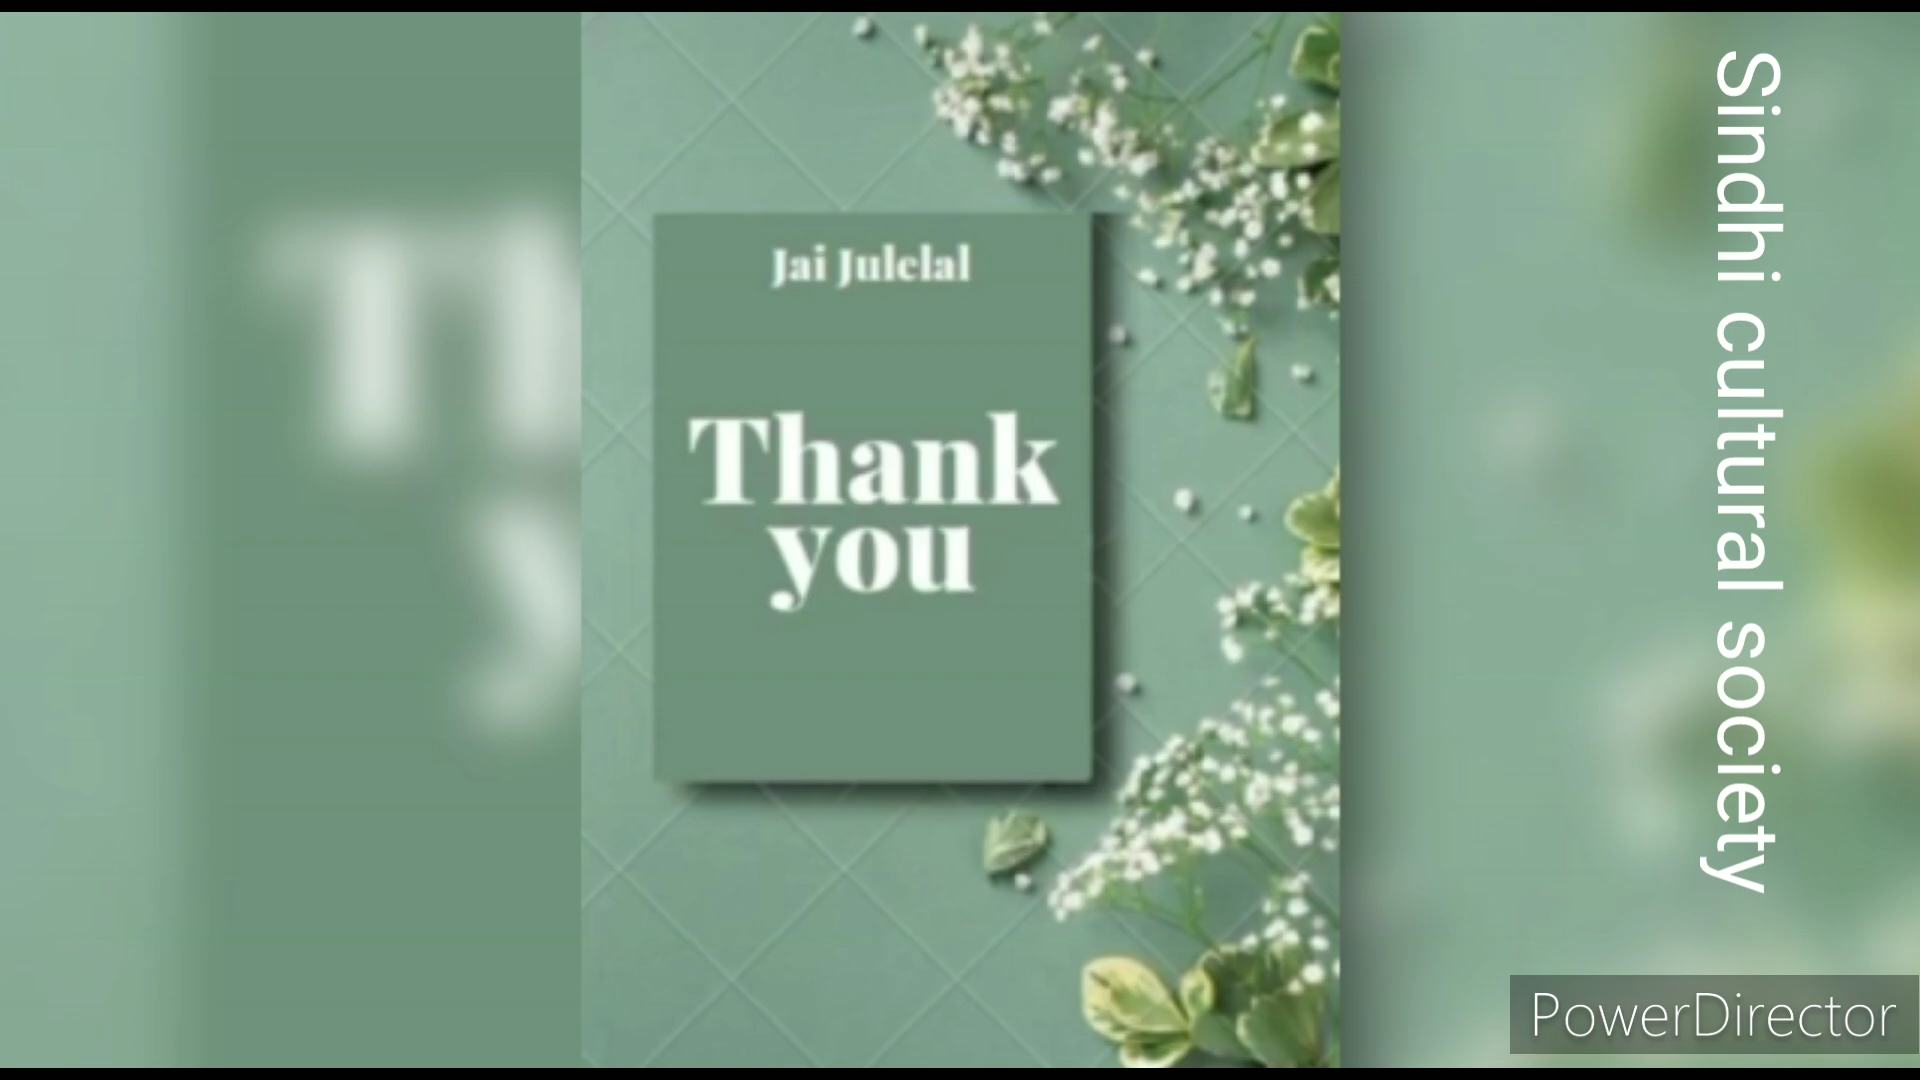 Jai Julelal
Thank
you
Sindhi cultural society
PowerDirector